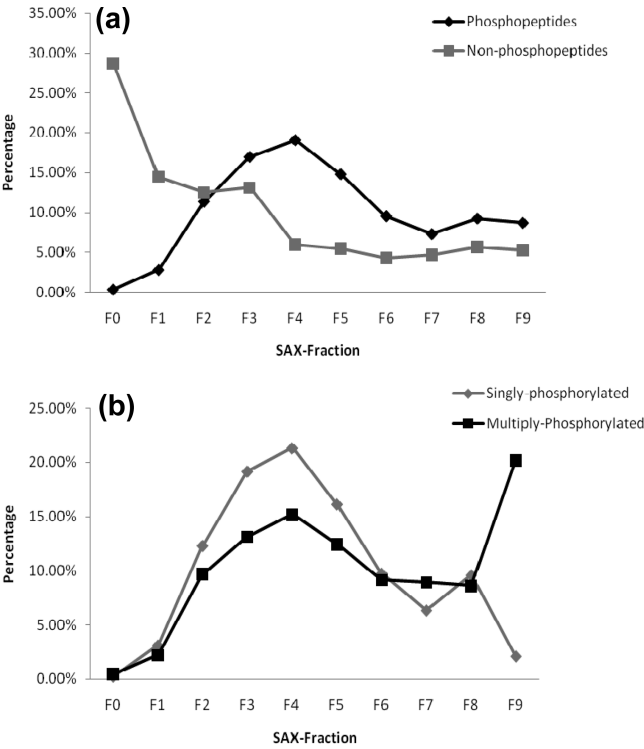 (a)
Phosphopeptides
Non-phosphopeptides
35.00%
30.00%
25.00%
20.00%
15.00%
10.00%
5.00%
0.00%
Percentage
F0 F1 F2 F3 F4 F5 F6 F7 F8 F9
SAX-Fraction
(b)
Singly-phosphorylated
Multiply-Phosphorylated
25.00%
20.00%
15.00%
10.00%
5.00%
0.00%
Percentage
F0 F1 F2 F3 F4 F5 F6 F7 F8 F9
SAX-Fraction